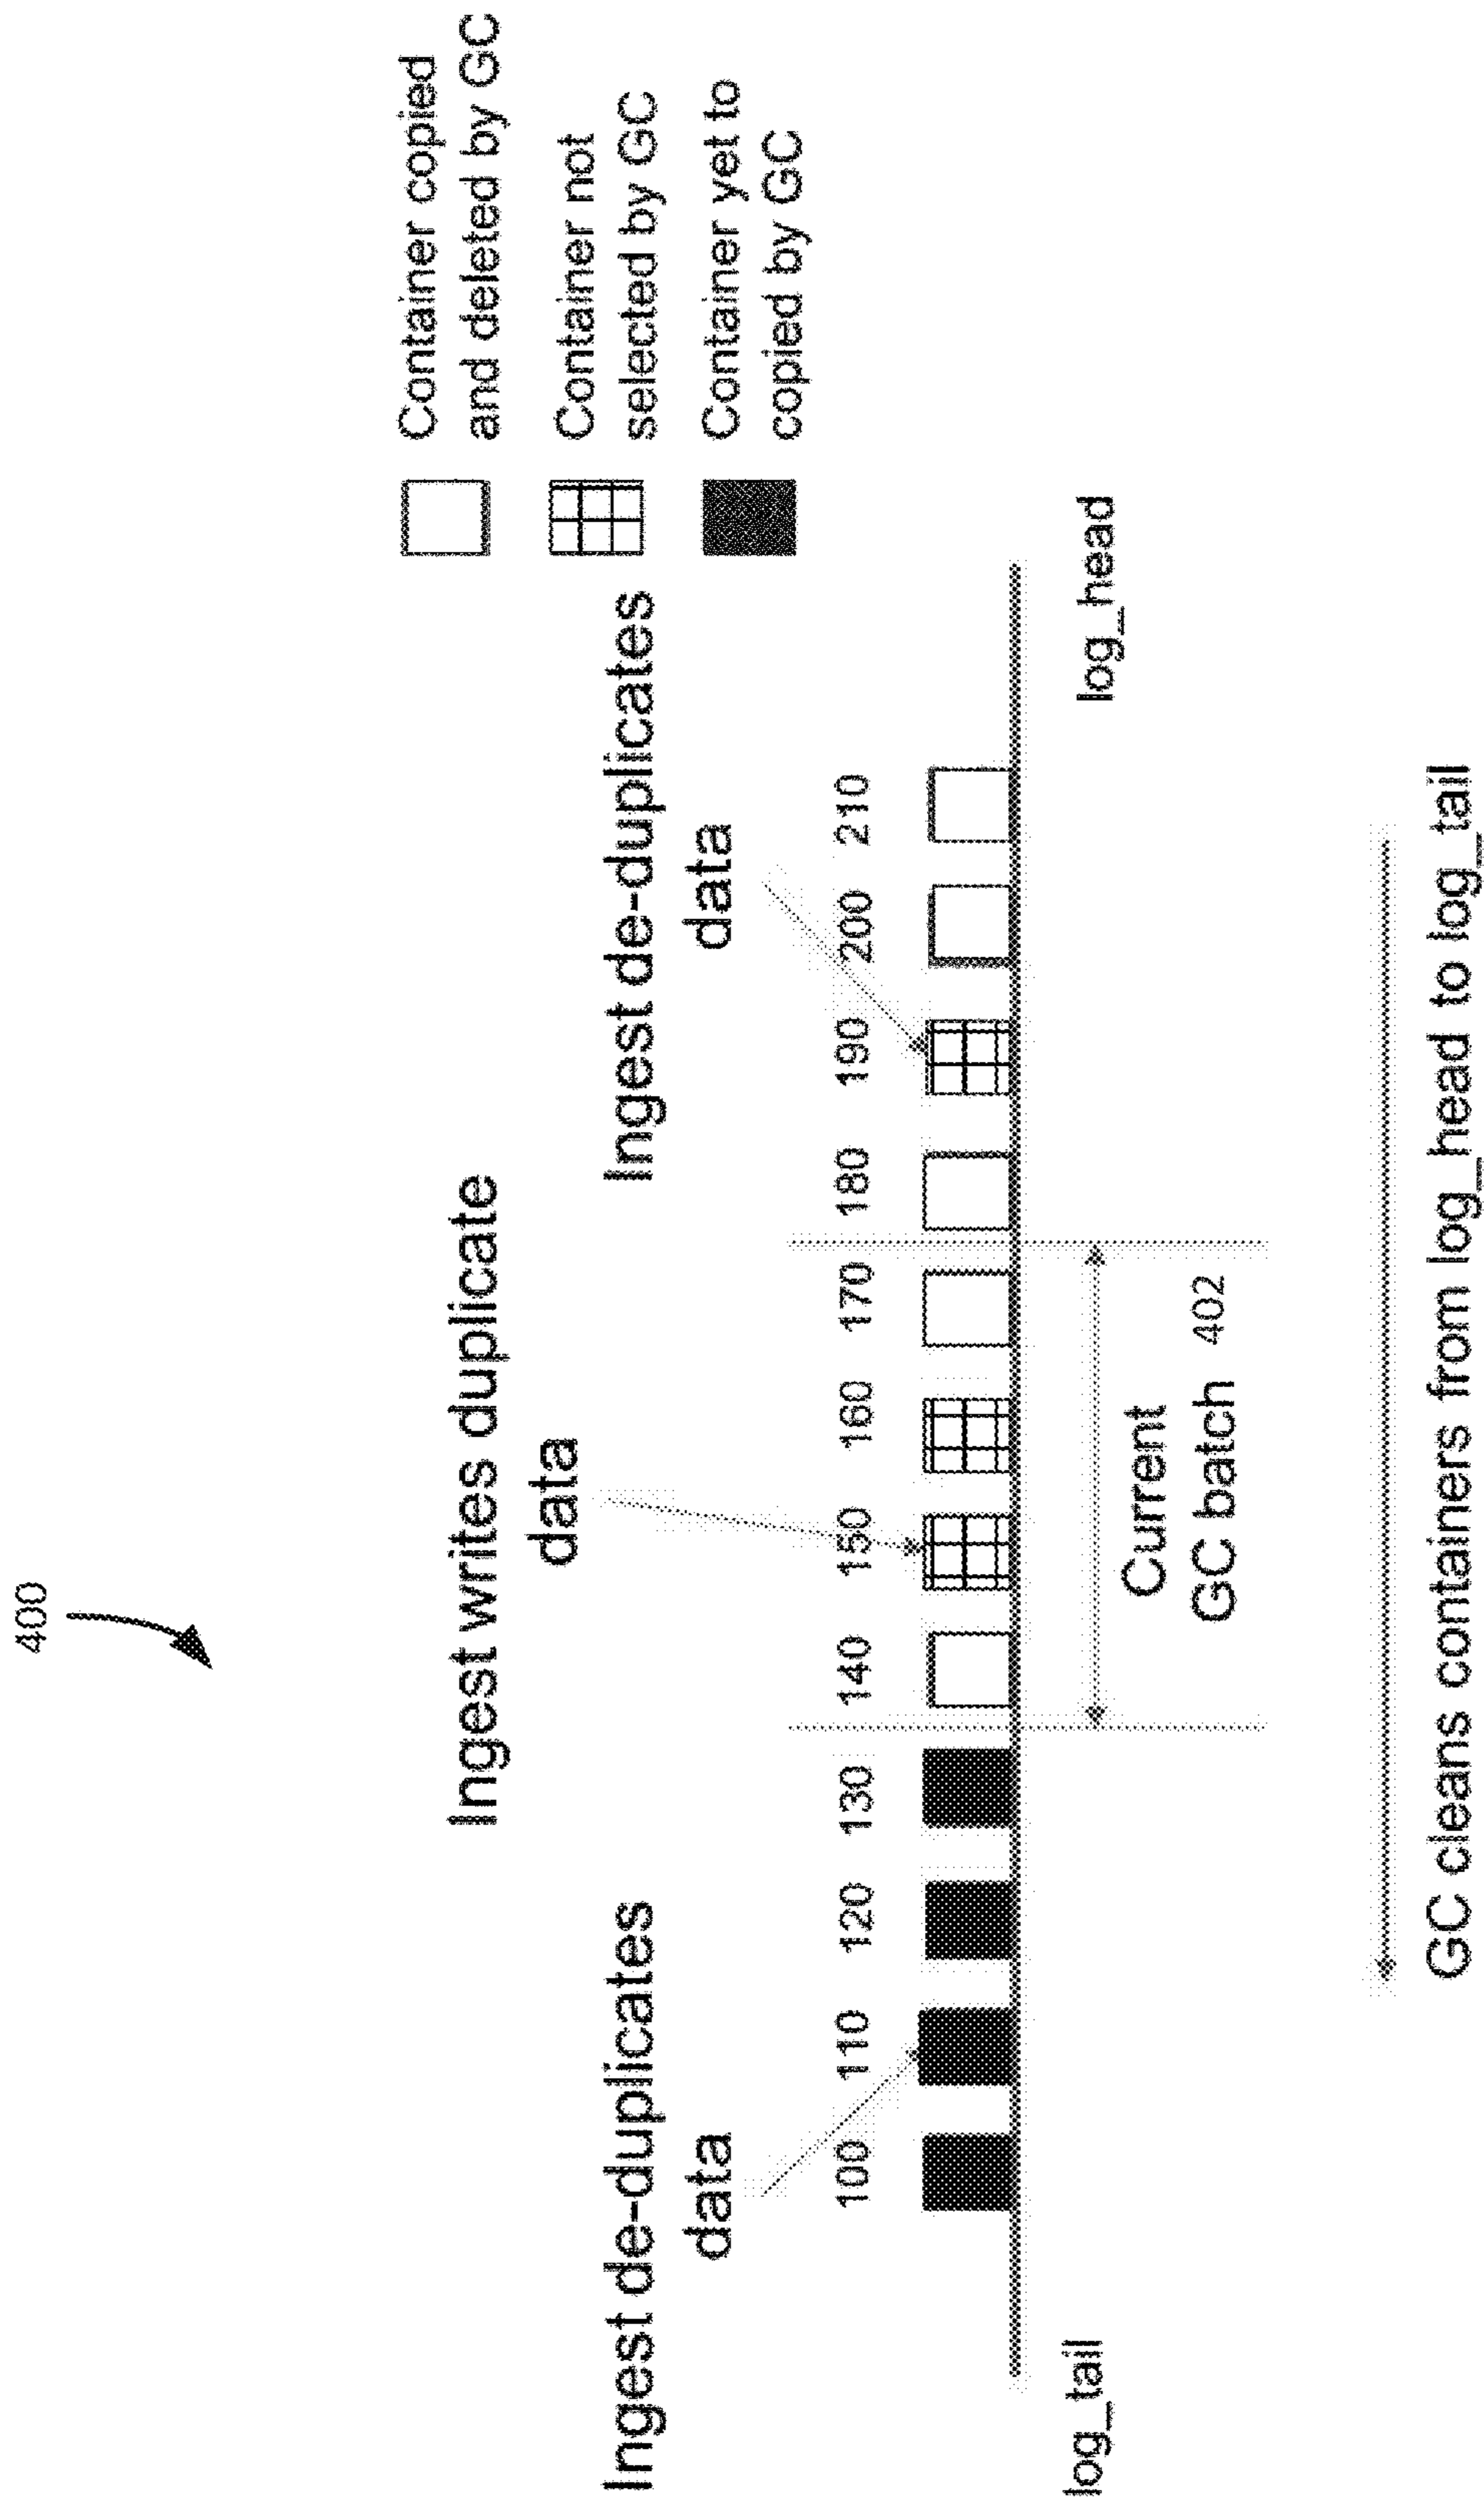 400
Container copied
and deleted by GC
Container not
selected by GC
Container yet to
copied by GC
Ingest writes duplicate
data
Ingest de-duplicates
data
Ingest de-duplicates
data
100 110 120 130 140 150 160 170 180 190 200 210
log_tail
log_head
Current
GC batch 402
GC cleans containers from log_head to log_tail